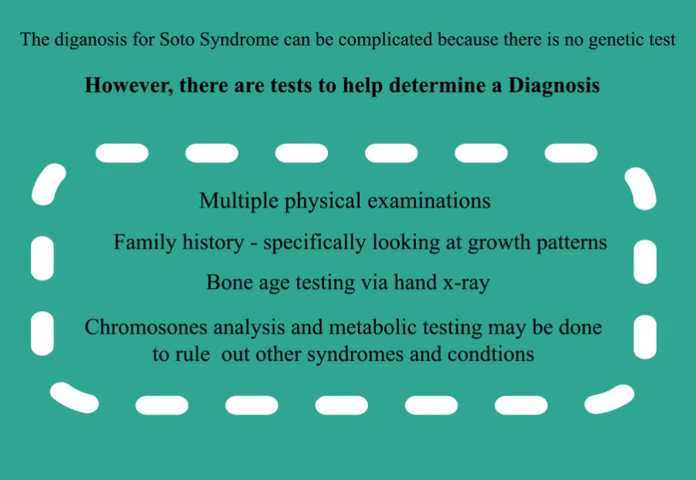 The diganosis for Soto Syndrome can be complicated because there is no genetic test
However, there are tests to help determine a Diagnosis
Multiple physical examinations
Family history - specifically looking at growth patterns
Bone age testing via hand x-ray
Chromosones analysis and metabolic testing may be done
to rule  out other syndromes and condtions